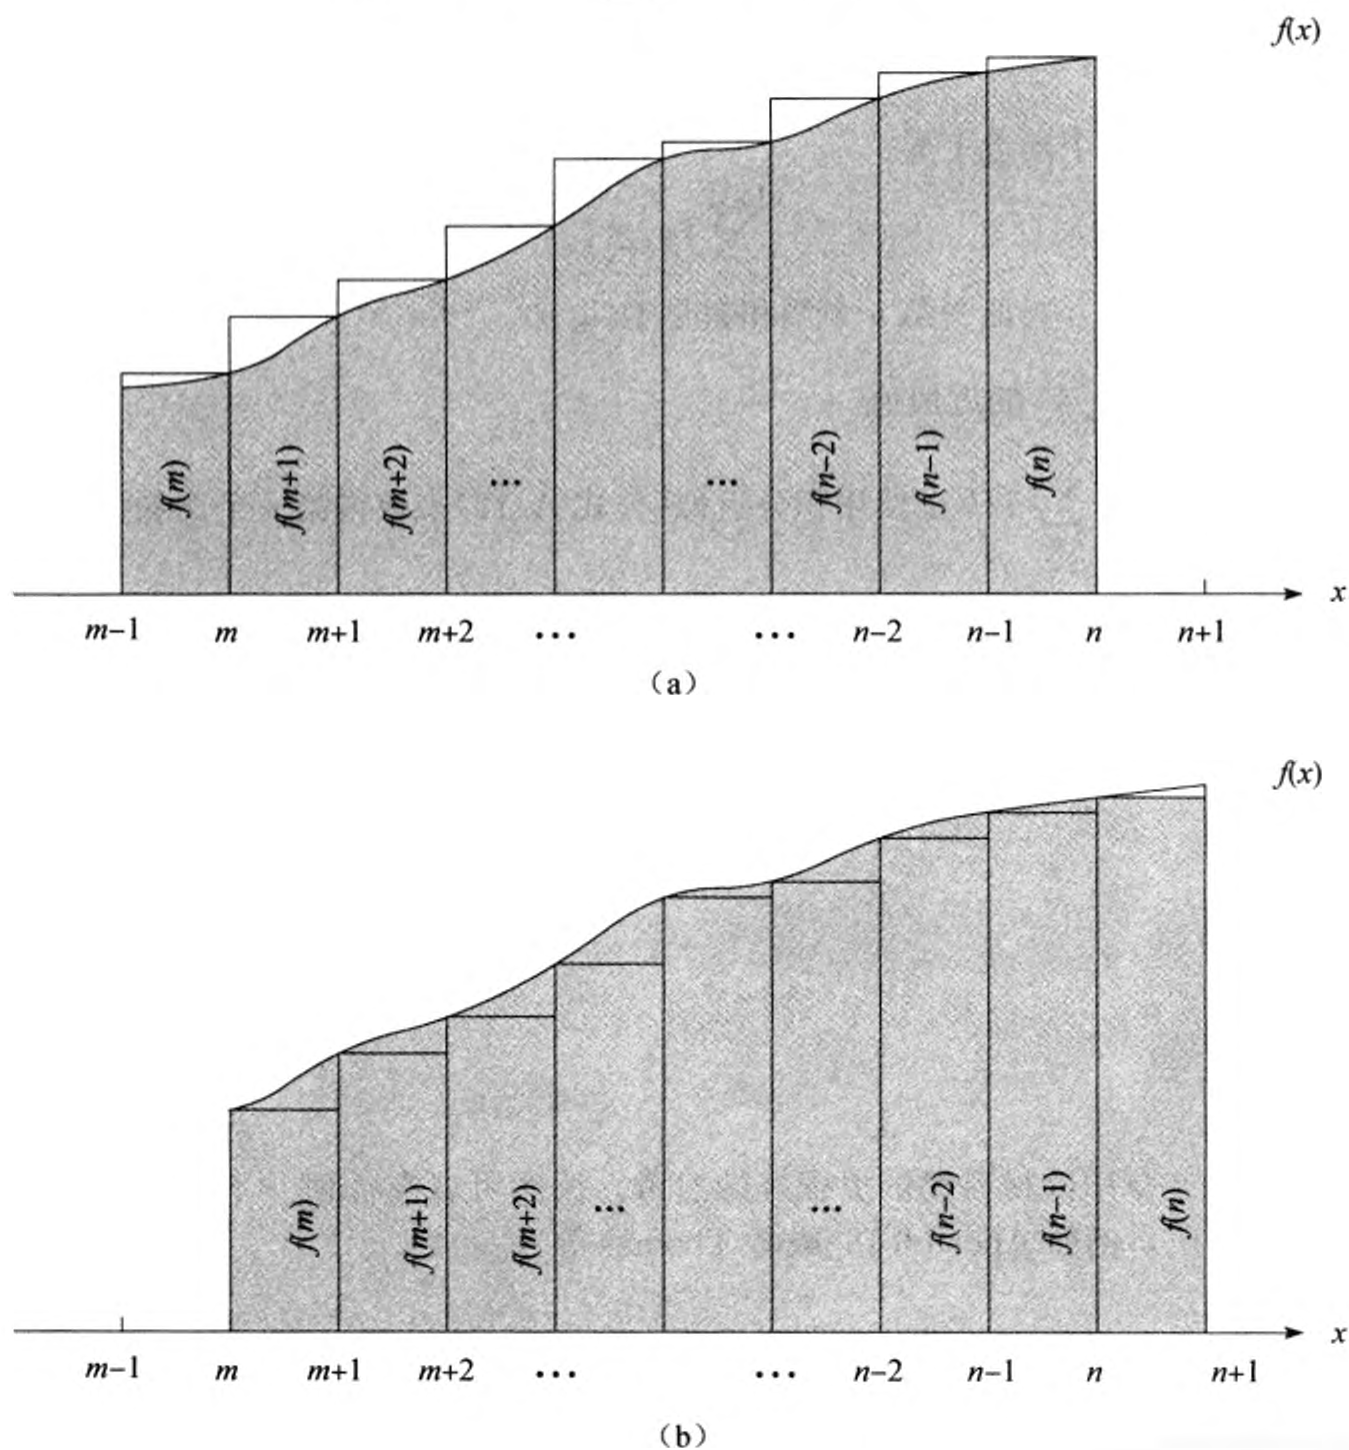 f(x)
f(m) f(m+1) f(m+2) ... ... f(n−2) f(n−1) f(n)
x
m−1 m m+1 m+2 ... ... n−2 n−1 n n+1
（a）
f(x)
f(m) f(m+1) f(m+2) ... ... f(n−2) f(n−1) f(n)
x
m−1 m m+1 m+2 ... ... n−2 n−1 n n+1
（b）